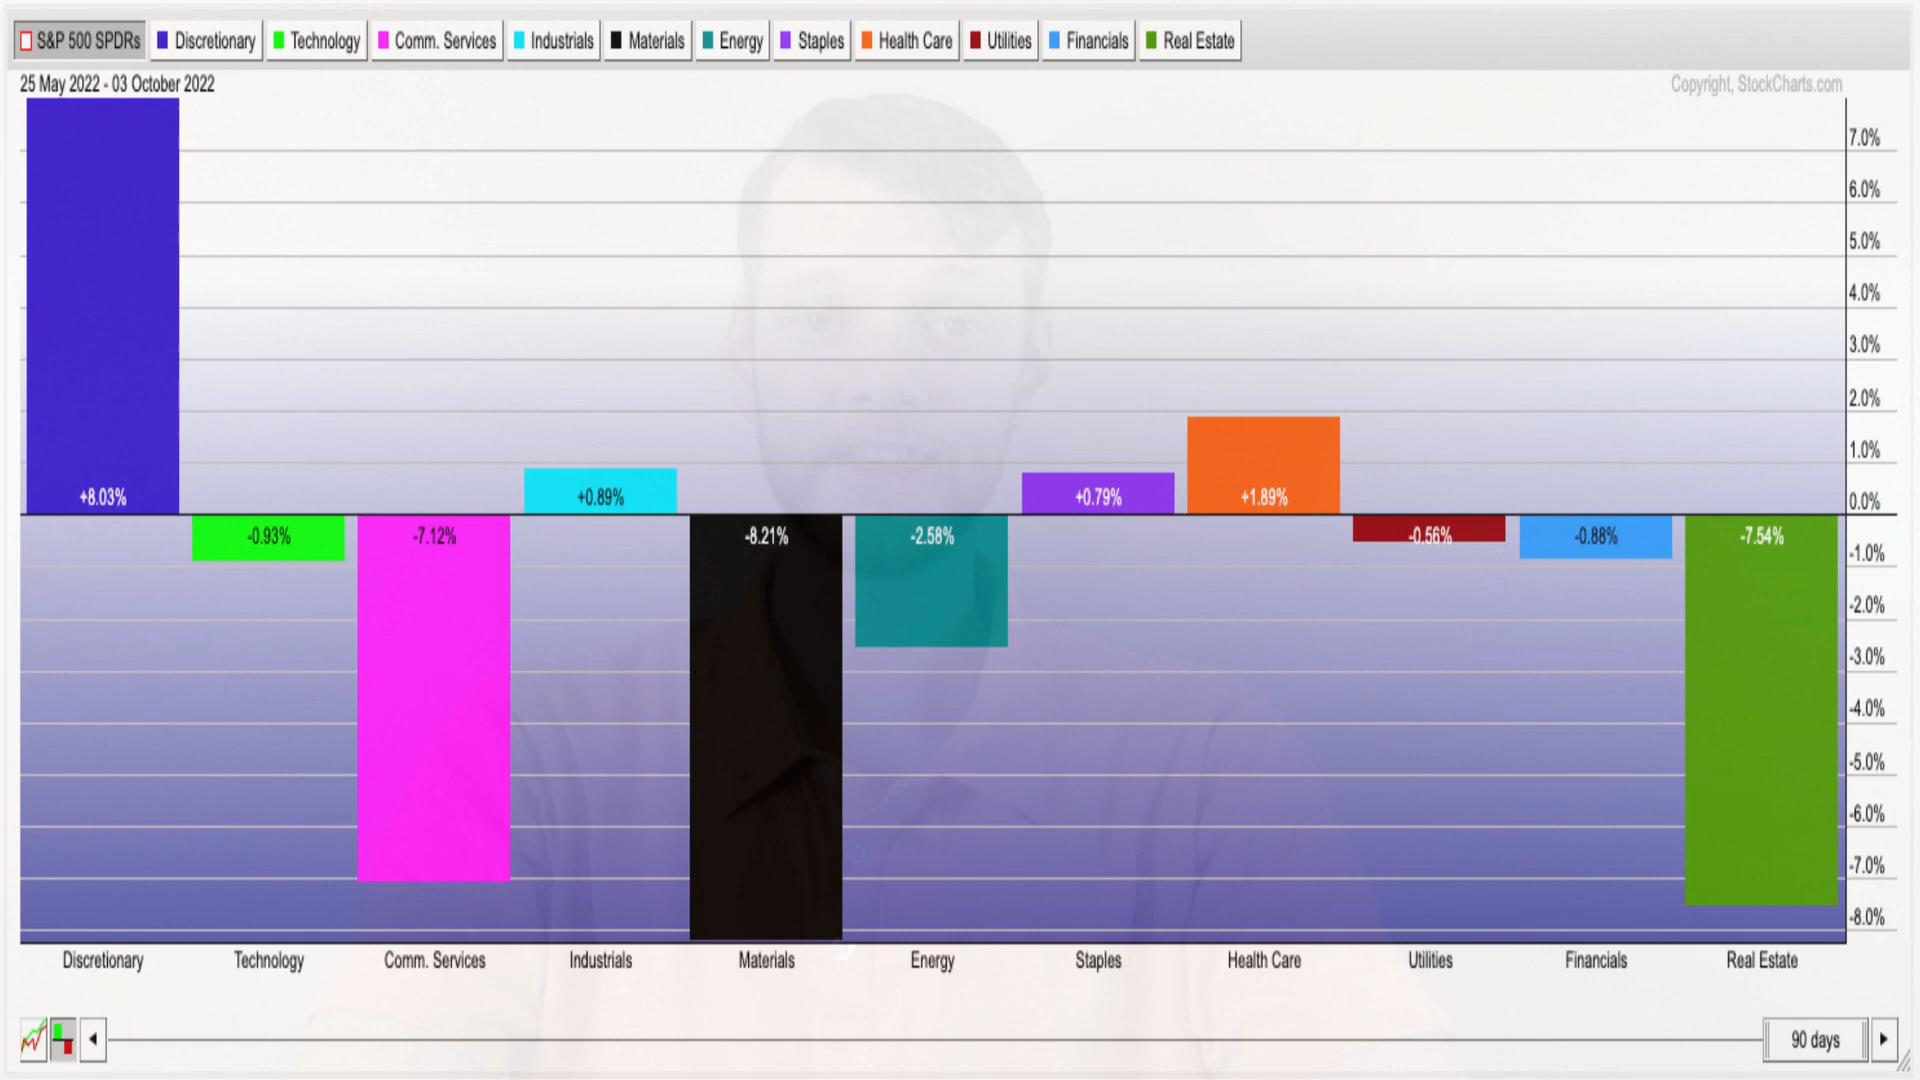 S&P 500 SPDRs Discretionary Technology Comm. Services Industrials Materials Energy Staples Health Care Utilities Financials Real Estate
25 May 2022 - 03 October 2022
Copyright, StockCharts.com
7.0%
6.0%
5.0%
4.0%
3.0%
2.0%
1.0%
0.0%
-1.0%
-2.0%
-3.0%
-4.0%
-5.0%
-6.0%
-7.0%
-8.0%
+8.03% +0.89% +0.79% +1.89%
-0.93% -7.12% -8.21% -2.58% -0.56% -0.88% -7.54%
Discretionary Technology Comm. Services Industrials Materials Energy Staples Health Care Utilities Financials Real Estate
90 days